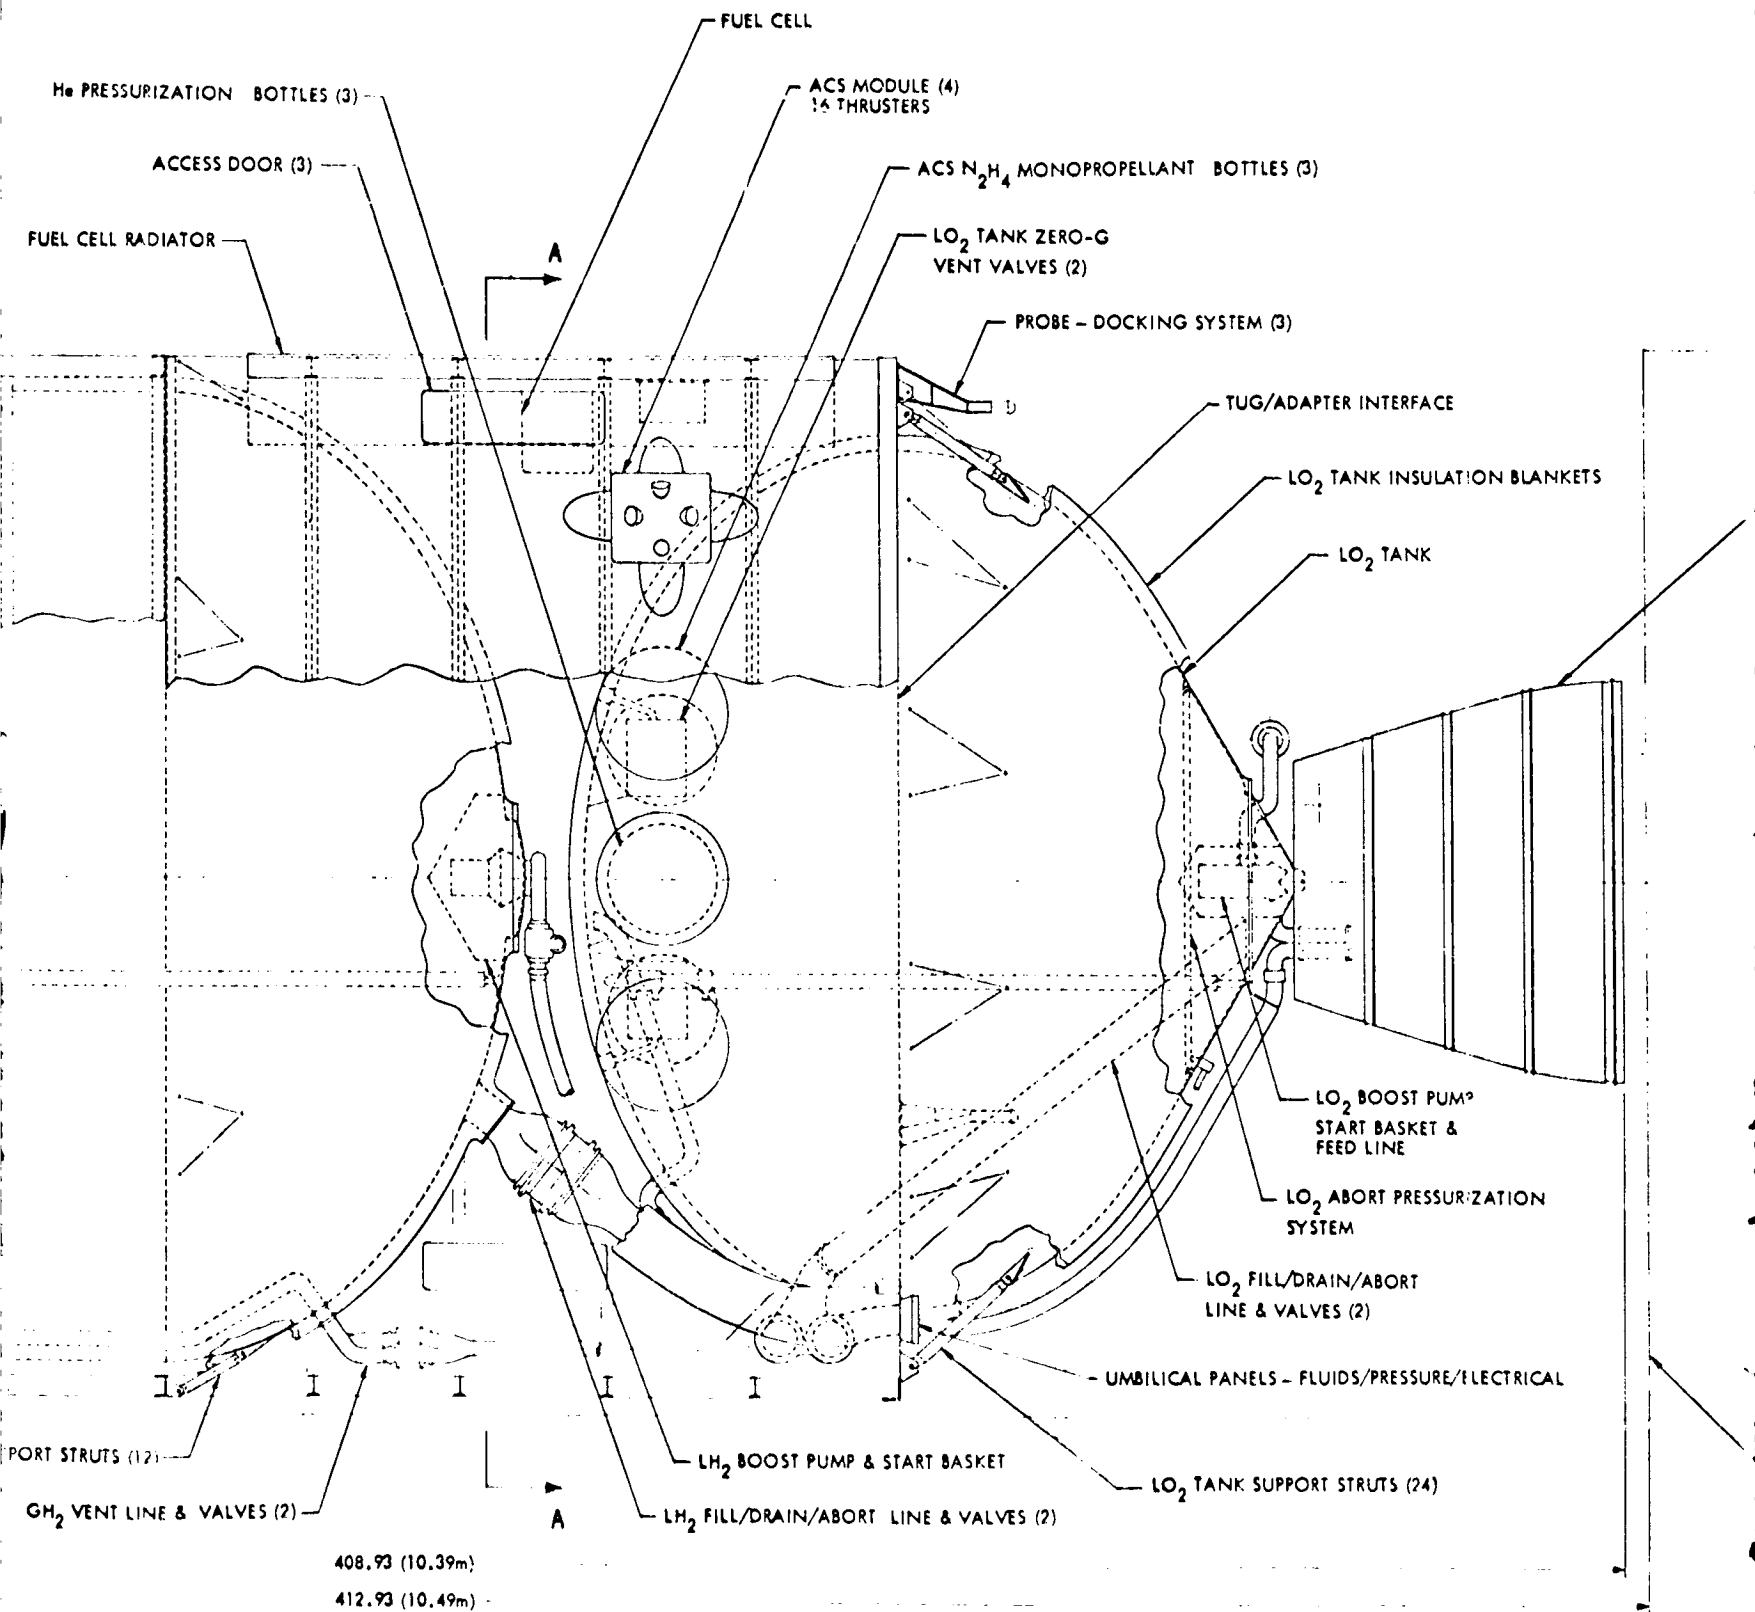 FUEL CELL
He PRESSURIZATION BOTTLES (3)
ACS MODULE (4)
16 THRUSTERS
ACCESS DOOR (3)
ACS N2H4 MONOPROPELLANT BOTTLES (3)
FUEL CELL RADIATOR
A
LO2 TANK ZERO-G
VENT VALVES (2)
PROBE - DOCKING SYSTEM (3)
TUG/ADAPTER INTERFACE
LO2 TANK INSULATION BLANKETS
LO2 TANK
LO2 BOOST PUMP
START BASKET &
FEED LINE
LO2 ABORT PRESSURIZATION
SYSTEM
LO2 FILL/DRAIN/ABORT
LINE & VALVES (2)
UMBILICAL PANELS - FLUIDS/PRESSURE/ELECTRICAL
PORT STRUTS (12)
LH2 BOOST PUMP & START BASKET
LO2 TANK SUPPORT STRUTS (24)
GH2 VENT LINE & VALVES (2)
A
LH2 FILL/DRAIN/ABORT LINE & VALVES (2)
408.93 (10.39m)
412.93 (10.49m)